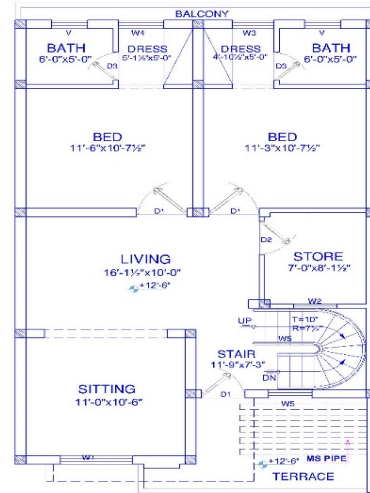 BALCONY
V
W4
W3
V
BATH
6'-0"x5'-0"
DRESS
5'-1½"x5'-0"
DRESS
4'-10½"x5'-0"
BATH
6'-0"x5'-0"
D3
D3
BED
11'-6"x10'-7½"
BED
11'-3"x10'-7½"
D1
D1
D2
LIVING
16'-1½"x10'-0"
+12'-6"
STORE
7'-0"x8'-1½"
W2
UP
T=10"
R=7½"
W5
STAIR
11'-9"x7'-3"
DN
SITTING
11'-0"x10'-6"
D1
W5
W1
+12'-6"
MS PIPE
TERRACE